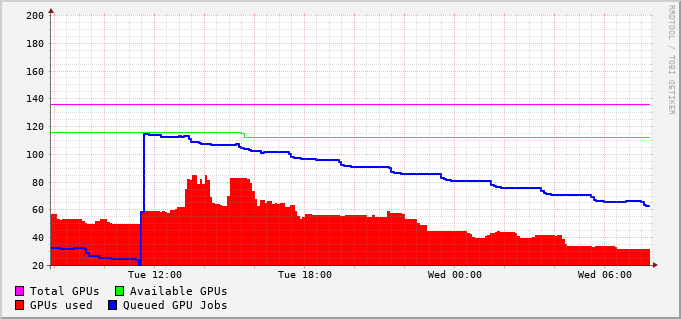 200
180
160
140
120
100
80
60
40
20
Tue 12:00 Tue 18:00 Wed 00:00 Wed 06:00
Total GPUs Available GPUs
GPUs used Queued GPU Jobs
RRDTOOL / TOBI OETIKER